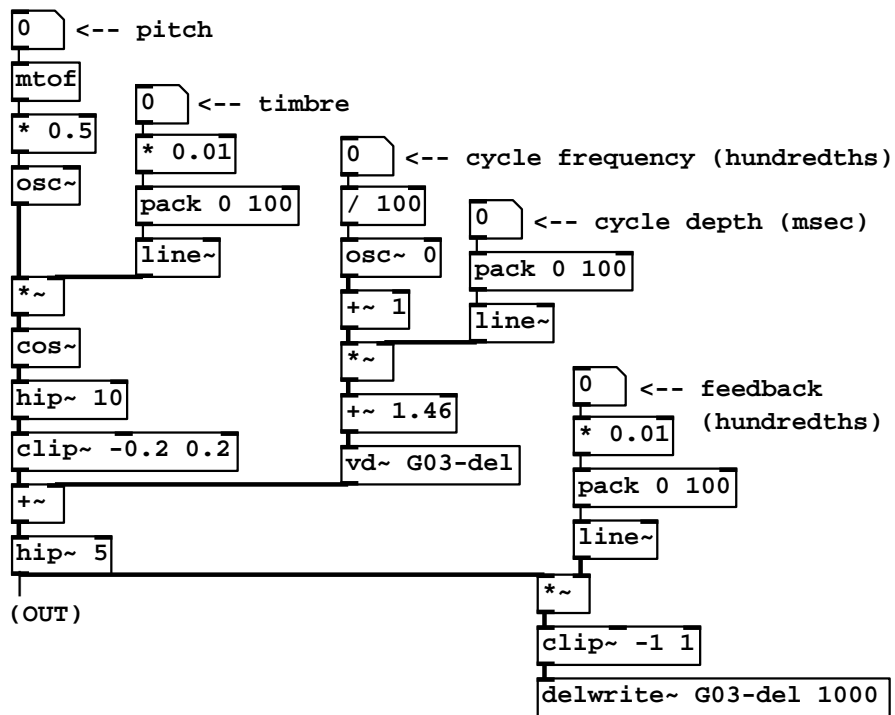 0 <-- pitch
mtof
* 0.5
osc~
0 <-- timbre
* 0.01
pack 0 100
line~
0 <-- cycle frequency (hundredths)
/ 100
osc~ 0
+~ 1
*~
+~ 1.46
vd~ G03-del
0 <-- cycle depth (msec)
pack 0 100
line~
*~
cos~
hip~ 10
clip~ -0.2 0.2
+~
hip~ 5
(OUT)
0 <-- feedback
(hundredths)
* 0.01
pack 0 100
line~
*~
clip~ -1 1
delwrite~ G03-del 1000